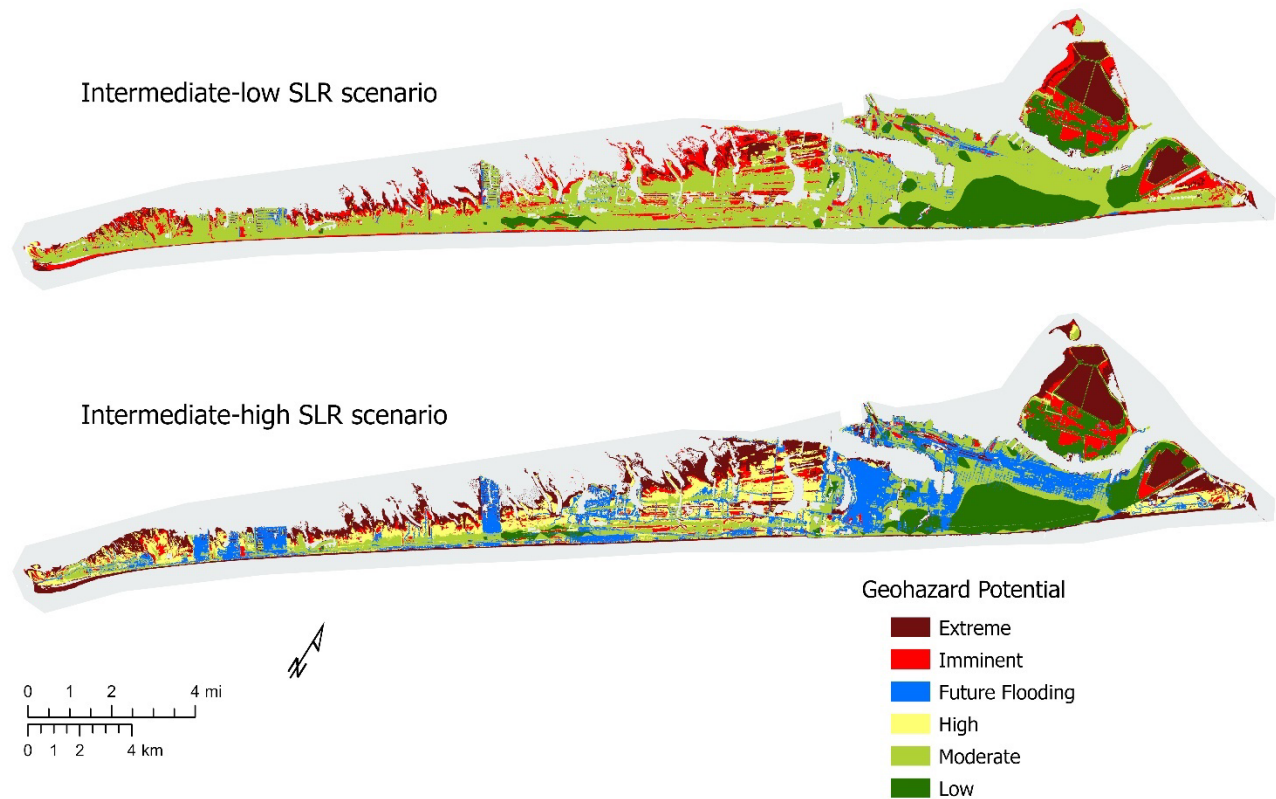 Intermediate-low SLR scenario
Intermediate-high SLR scenario
Geohazard Potential
Extreme
Imminent
Future Flooding
High
Moderate
Low
N
0 1 2 4 mi
0 1 2 4 km